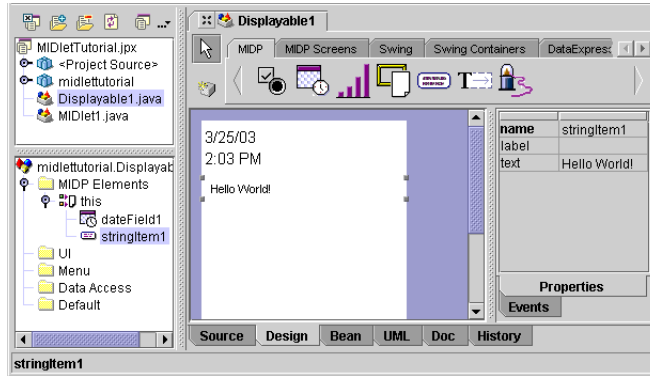 Displayable1
MIDletTutorial.jpx
<Project Source>
midlettutorial
Displayable1.java
MIDlet1.java
MIDP
MIDP Screens
Swing
Swing Containers
DataExpres
midlettutorial.Displayab
MIDP Elements
this
dateField1
stringItem1
UI
Menu
Data Access
Default
3/25/03
2:03 PM
Hello World!
name stringItem1
label
text Hello World!
Properties
Events
Source Design Bean UML Doc History
stringItem1